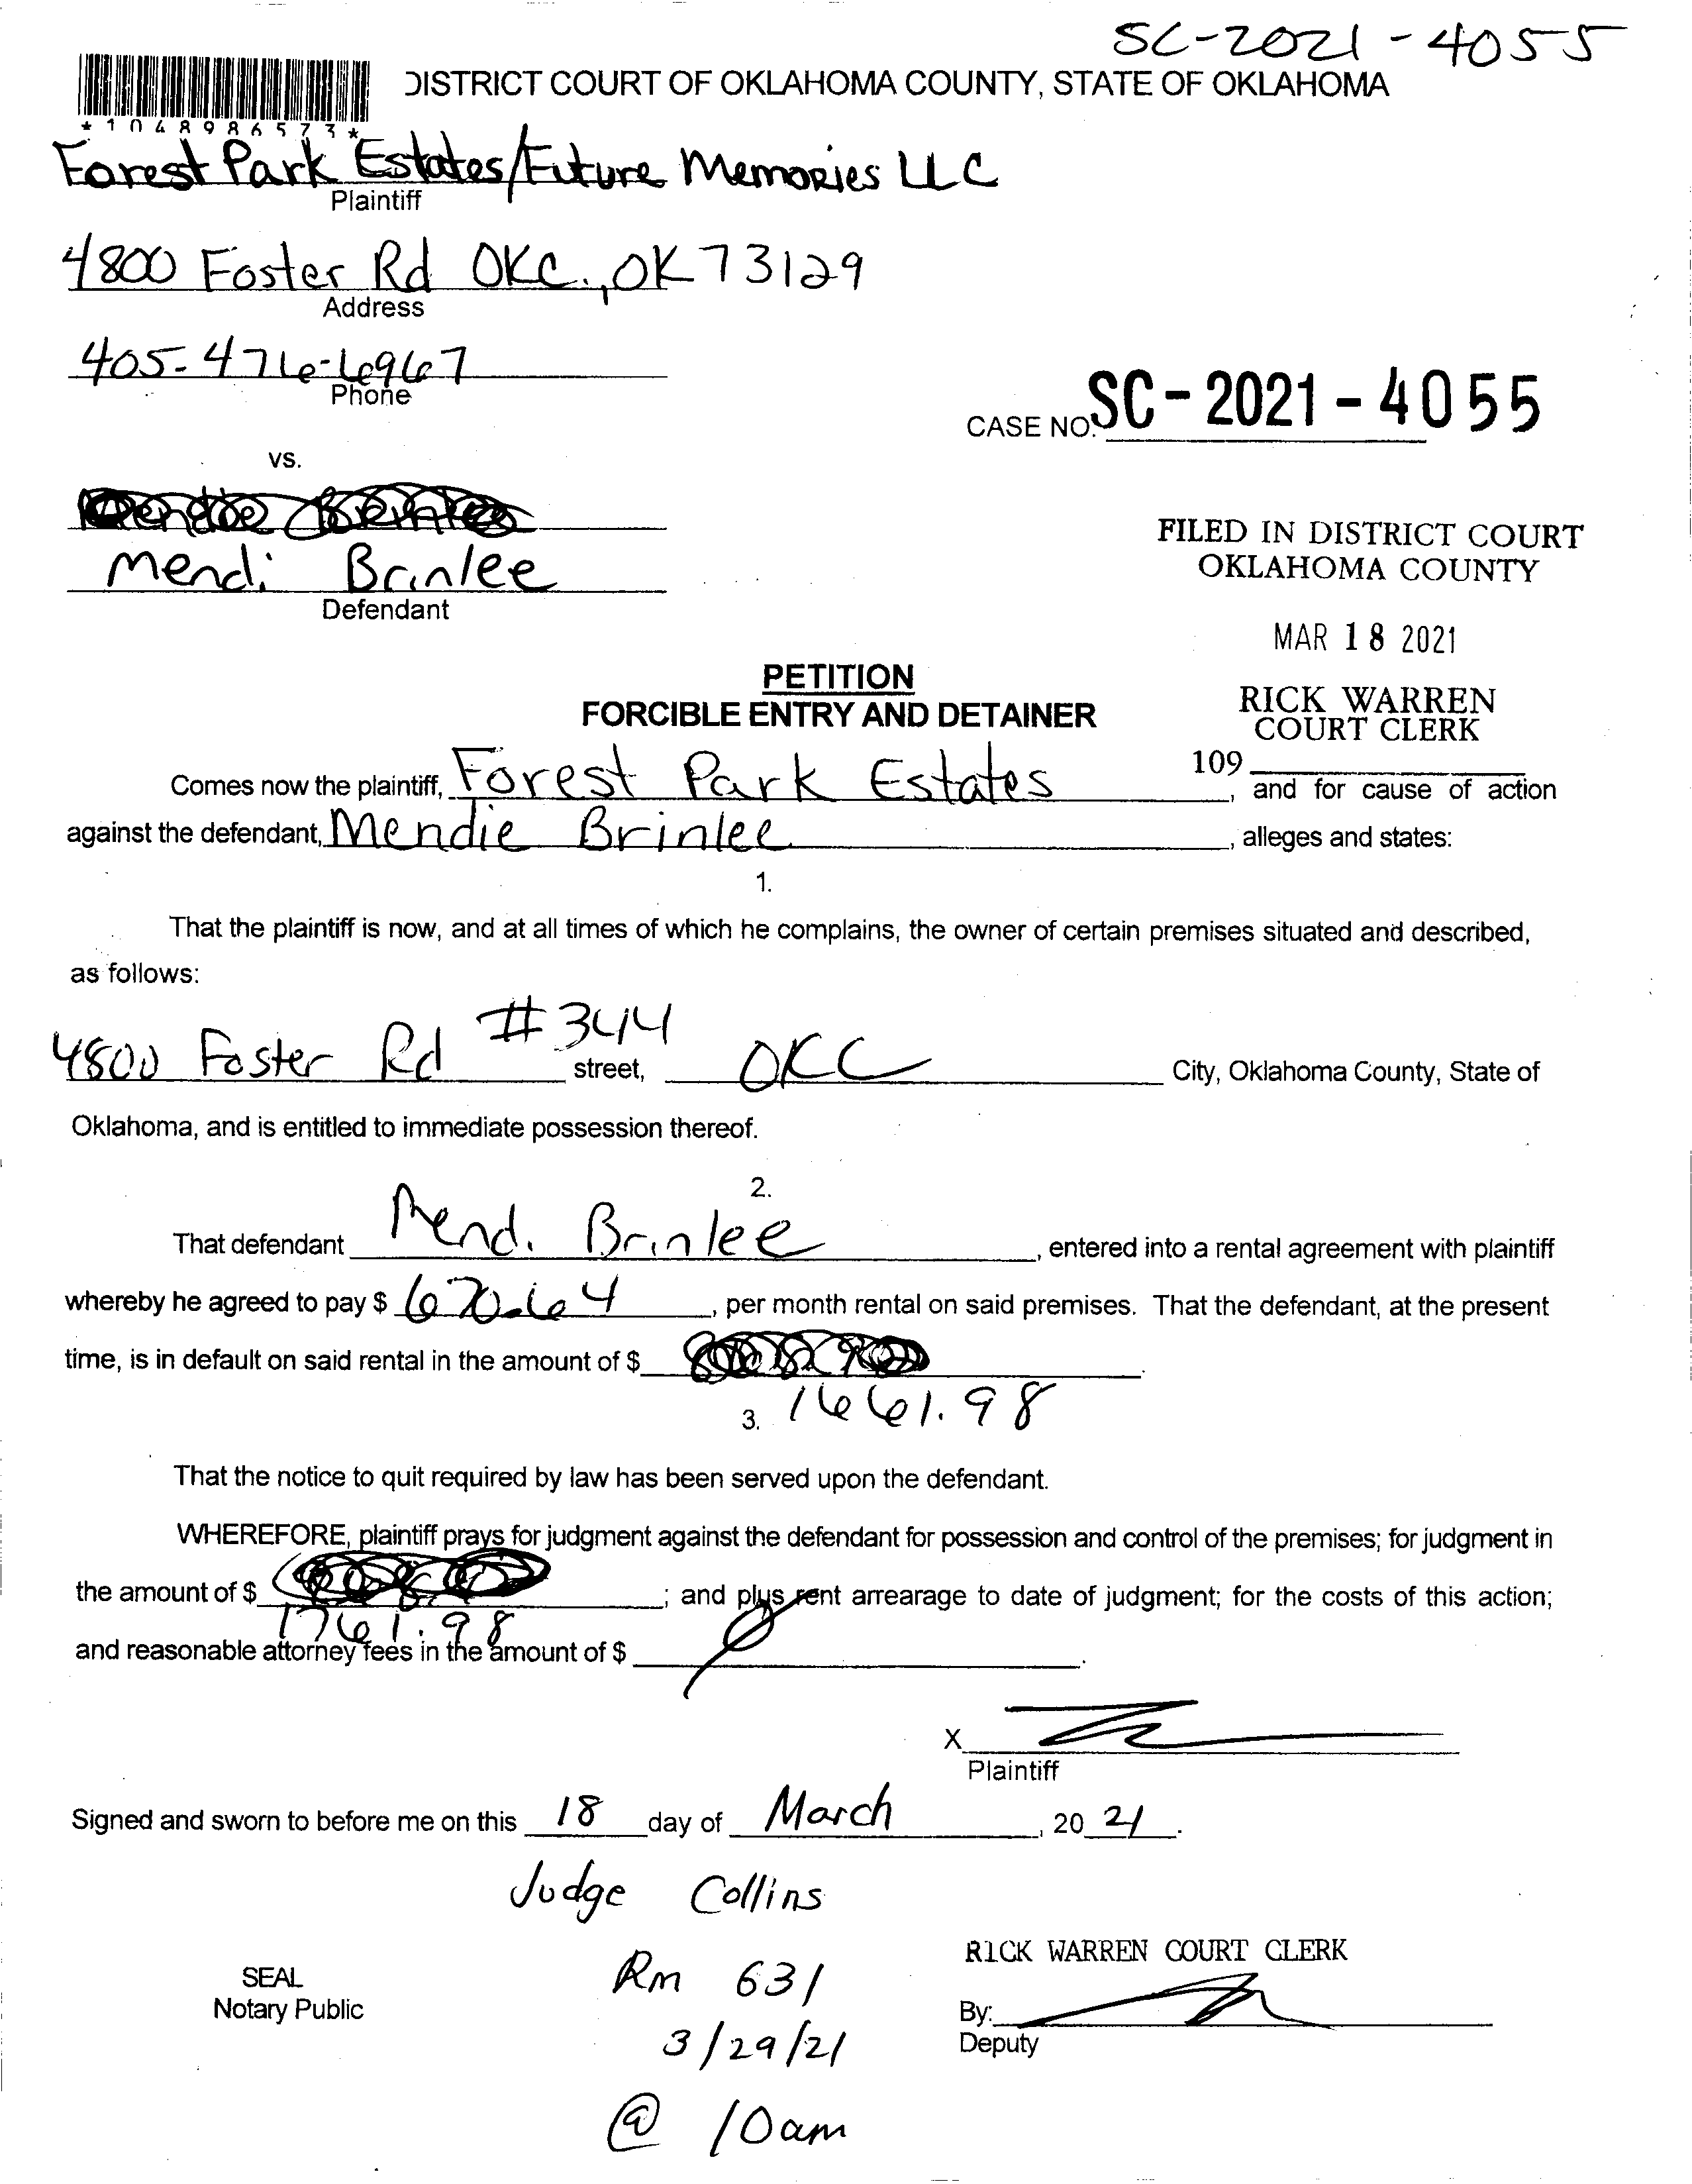 SC-2021-4055
DISTRICT COURT OF OKLAHOMA COUNTY, STATE OF OKLAHOMA
*1048986573*
Forest Park Estates/Future Memories LLC
Plaintiff
4800 Foster Rd OKC., OK 73129
Address
405-476-6967
Phone
CASE NO. SC-2021-4055
vs.
Mendi Brinlee
Defendant
FILED IN DISTRICT COURT
OKLAHOMA COUNTY
MAR 18 2021
RICK WARREN
COURT CLERK
109
PETITION
FORCIBLE ENTRY AND DETAINER
Comes now the plaintiff, Forest Park Estates, and for cause of action
against the defendant, Mendie Brinlee, alleges and states:
1.
That the plaintiff is now, and at all times of which he complains, the owner of certain premises situated and described,
as follows:
4800 Foster Rd #344 street, OKC City, Oklahoma County, State of
Oklahoma, and is entitled to immediate possession thereof.
2.
That defendant Mendi Brinlee, entered into a rental agreement with plaintiff
whereby he agreed to pay $ 670.64, per month rental on said premises. That the defendant, at the present
time, is in default on said rental in the amount of $ .
1661.98
3.
That the notice to quit required by law has been served upon the defendant.
WHEREFORE, plaintiff prays for judgment against the defendant for possession and control of the premises; for judgment in
the amount of $ ; and plus rent arrearage to date of judgment; for the costs of this action;
1761.98
and reasonable attorney fees in the amount of $ .
X
Plaintiff
Signed and sworn to before me on this 18 day of March, 2021.
Judge Collins
Rm 631
3/29/21
@ 10am
SEAL
Notary Public
RICK WARREN COURT CLERK
By:
Deputy